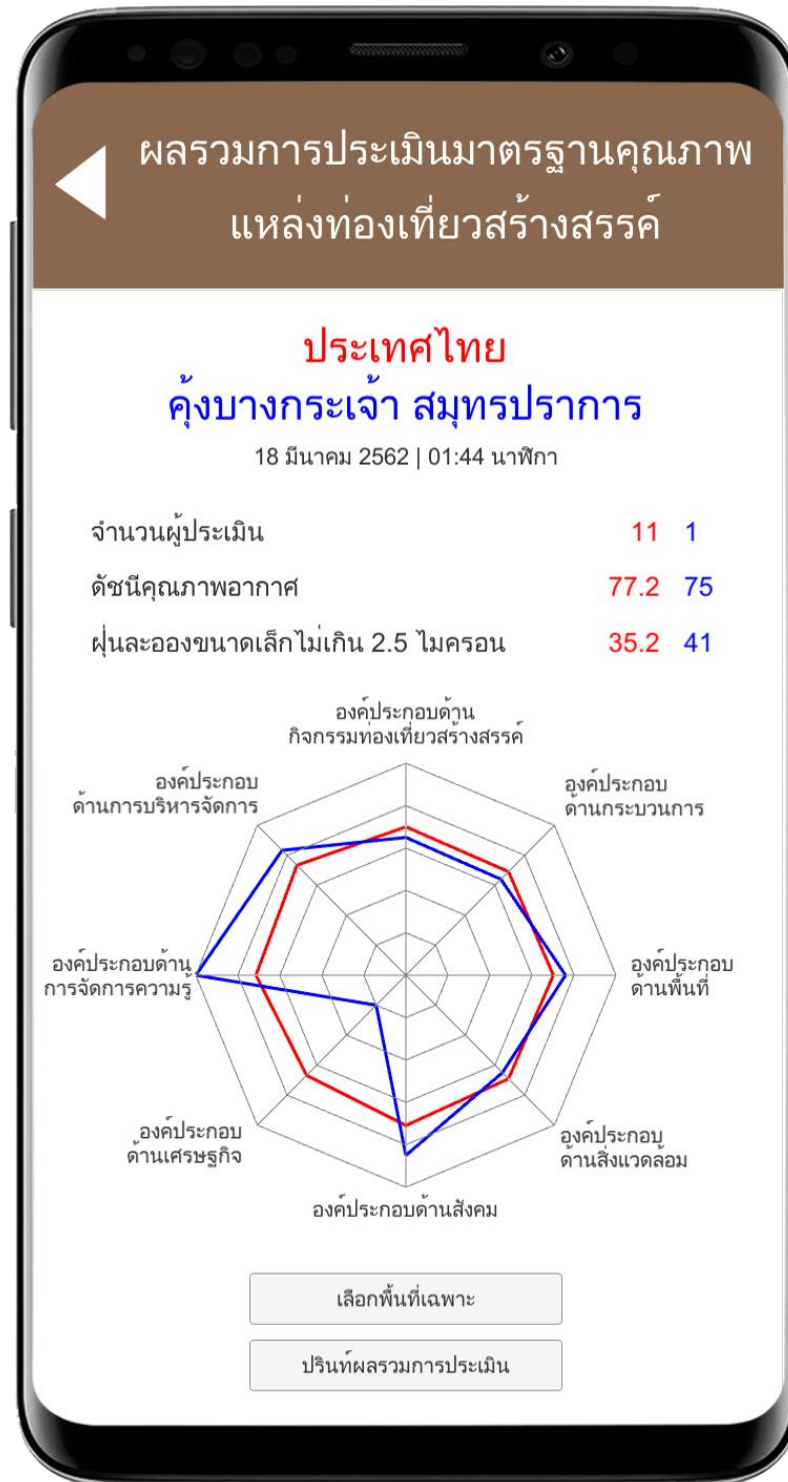 ผลรวมการประเมินมาตรฐานคุณภาพ
แหล่งท่องเที่ยวสร้างสรรค์
ประเทศไทย
คุ้งบางกระเจ้า สมุทรปราการ
18 มีนาคม 2562 | 01:44 นาฬิกา
จำนวนผู้ประเมิน 11 1
ดัชนีคุณภาพอากาศ 77.2 75
ฝุ่นละอองขนาดเล็กไม่เกิน 2.5 ไมครอน 35.2 41
องค์ประกอบด้าน
กิจกรรมท่องเที่ยวสร้างสรรค์
องค์ประกอบ
ด้านการบริหารจัดการ
องค์ประกอบ
ด้านกระบวนการ
องค์ประกอบด้าน
การจัดการความรู้
องค์ประกอบ
ด้านพื้นที่
องค์ประกอบ
ด้านเศรษฐกิจ
องค์ประกอบ
ด้านสิ่งแวดล้อม
องค์ประกอบด้านสังคม
เลือกพื้นที่เฉพาะ
ปรินท์ผลรวมการประเมิน